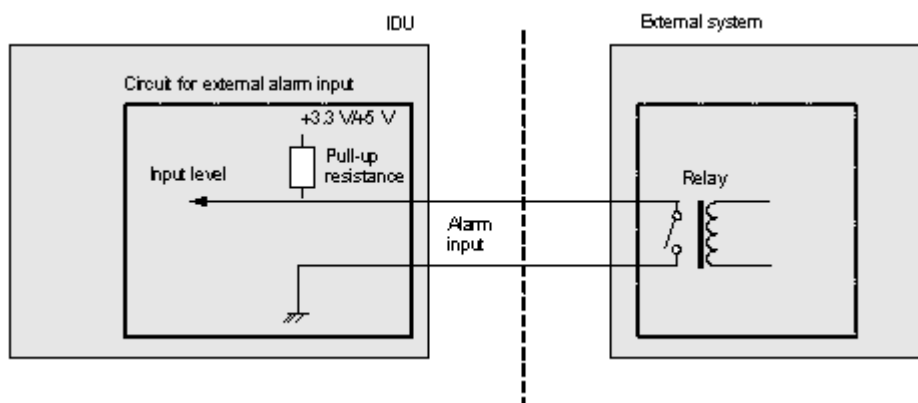 IDU
External system
Circuit for external alarm input
+3.3 V/+5 V
Pull-up
resistance
Input level
Relay
Alarm
input